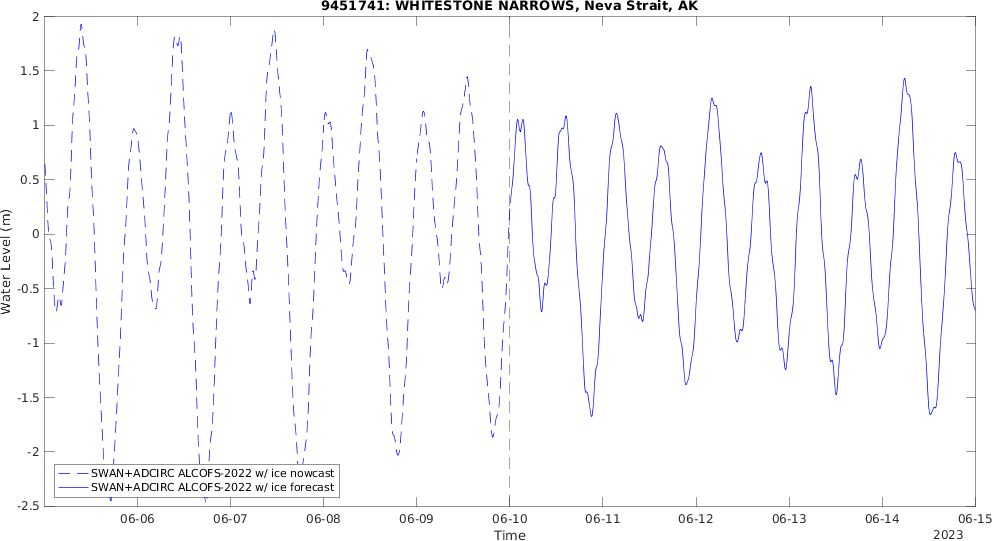 9451741: WHITESTONE NARROWS, Neva Strait, AK
Water Level (m)
2
1.5
1
0.5
0
-0.5
-1
-1.5
-2
-2.5
SWAN+ADCIRC ALCOFS-2022 w/ ice nowcast
SWAN+ADCIRC ALCOFS-2022 w/ ice forecast
06-06 06-07 06-08 06-09 06-10 06-11 06-12 06-13 06-14 06-15
Time
2023